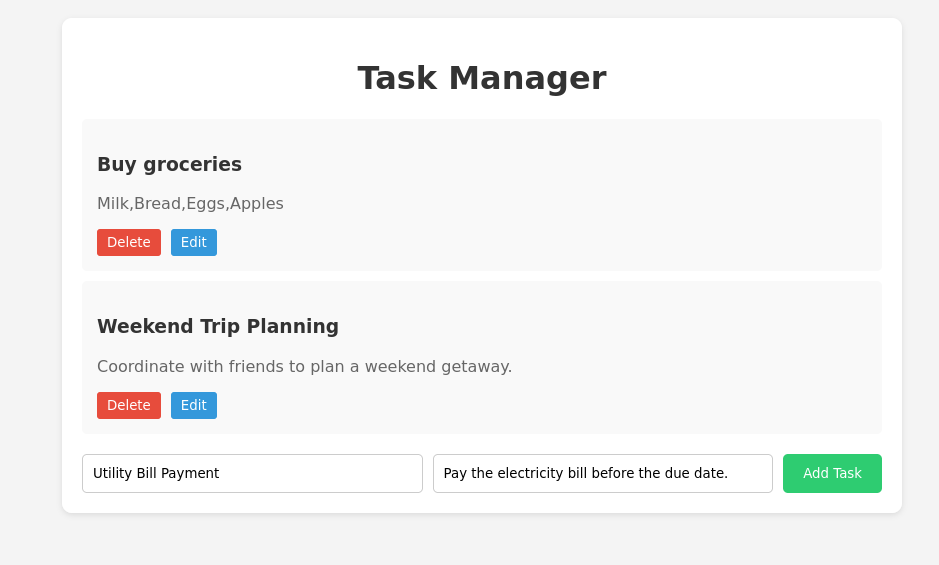 Task Manager
Buy groceries
Milk,Bread,Eggs,Apples
Delete Edit
Weekend Trip Planning
Coordinate with friends to plan a weekend getaway.
Delete Edit
Utility Bill Payment Pay the electricity bill before the due date. Add Task